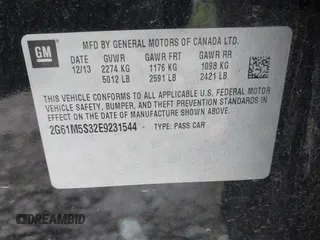 GM
MFD BY GENERAL MOTORS OF CANADA LTD.
DATE GVWR GAWR FRT GAWR RR
12/13 2274 KG 1176 KG 1098 KG
5012 LB 2591 LB 2421 LB
THIS VEHICLE CONFORMS TO ALL APPLICABLE U.S. FEDERAL MOTOR
VEHICLE SAFETY, BUMPER, AND THEFT PREVENTION STANDARDS
IN EFFECT ON THE DATE OF MANUFACTURE SHOWN ABOVE.
2G61M5S32E9231544 - TYPE: PASS CAR
DREAMBID